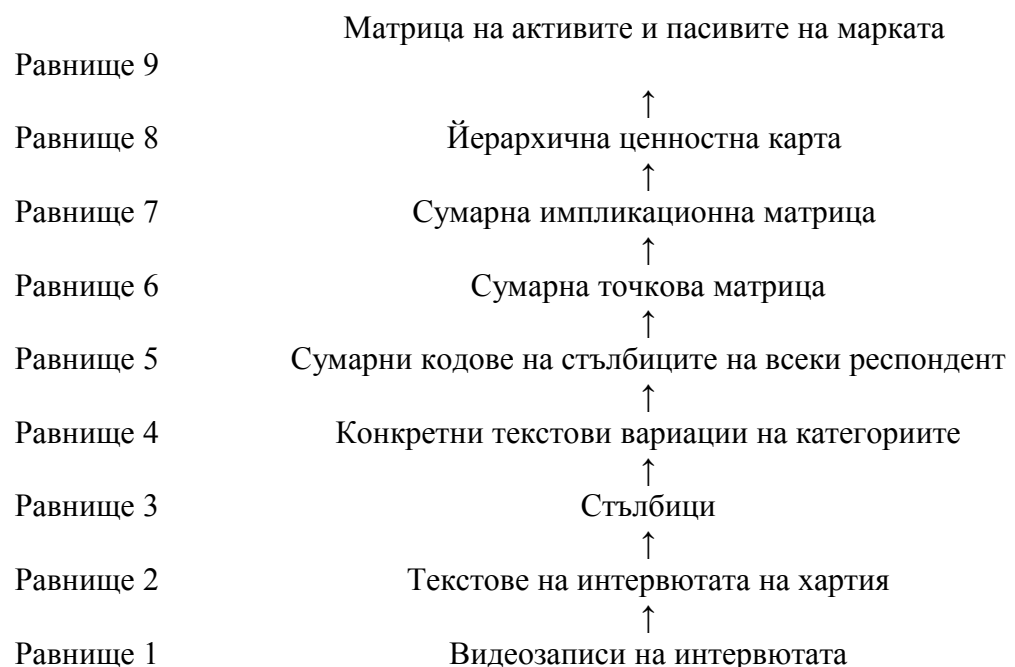 Матрица на активите и пасивите на марката
Равнище 9
↑
Равнище 8 Йерархична ценностна карта
↑
Равнище 7 Сумарна импликационна матрица
↑
Равнище 6 Сумарна точкова матрица
↑
Равнище 5 Сумарни кодове на стълбиците на всеки респондент
↑
Равнище 4 Конкретни текстови вариации на категориите
↑
Равнище 3 Стълбици
↑
Равнище 2 Текстове на интервютата на хартия
↑
Равнище 1 Видеозаписи на интервютата